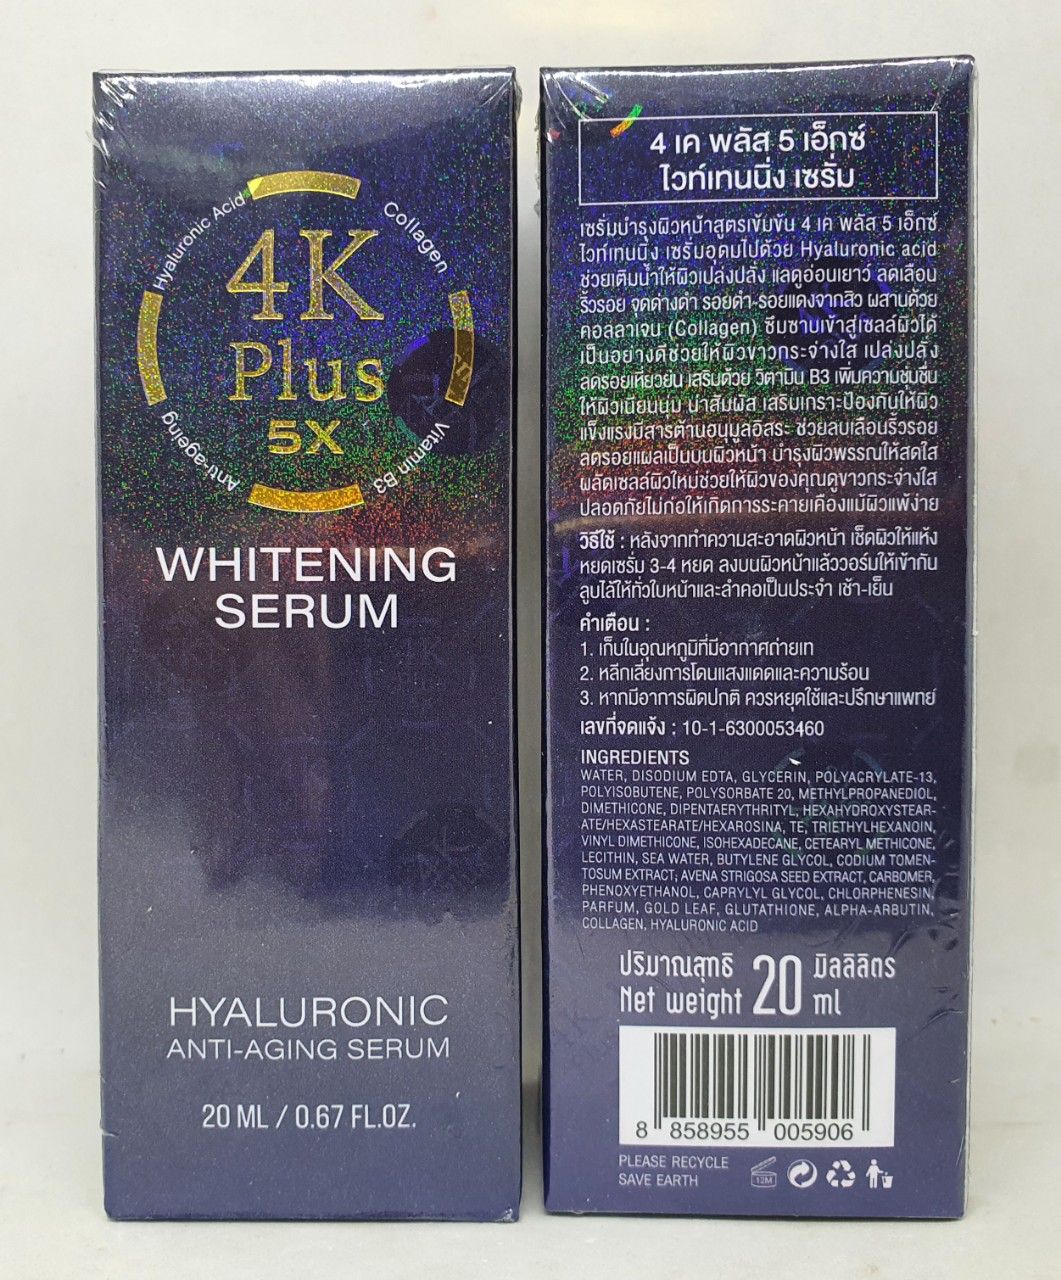 Hyaluronic Acid
Collagen
4K
Plus
5X
Anti-ageing
Vitamin B3
WHITENING
SERUM
HYALURONIC
ANTI-AGING SERUM
20 ML / 0.67 FL.OZ.
4 เค พลัส 5 เอ็กซ์
ไวท์เทนนิ่ง เซรั่ม
เซรั่มบำรุงผิวหน้าสูตรเข้มข้น 4 เค พลัส 5 เอ็กซ์
ไวท์เทนนิ่ง เซรั่มอุดมไปด้วย Hyaluronic acid
ช่วยเติมน้ำให้ผิวเปล่งปลั่ง แลดูอ่อนเยาว์ ลดเลือน
ริ้วรอย จุดด่างดำ รอยดำ-รอยแดงจากสิว ผสานด้วย
คอลลาเจน (Collagen) ซึมซาบเข้าสู่เซลล์ผิวได้
เป็นอย่างดีช่วยให้ผิวขาวกระจ่างใส เปล่งปลั่ง
ลดรอยเหี่ยวย่น เสริมด้วย วิตามิน B3 เพิ่มความชุ่มชื่น
ให้ผิวเนียนนุ่ม น่าสัมผัส เสริมเกราะป้องกันให้ผิว
แข็งแรงมีสารต้านอนุมูลอิสระ ช่วยลบเลือนริ้วรอย
ลดรอยแผลเป็นบนผิวหน้า บำรุงผิวพรรณให้สดใส
ผลัดเซลล์ผิวใหม่ช่วยให้ผิวของคุณดูขาวกระจ่างใส
ปลอดภัยไม่ก่อให้เกิดการระคายเคืองแม้ผิวแพ้ง่าย
วิธีใช้ : หลังจากทำความสะอาดผิวหน้า เช็ดผิวให้แห้ง
หยดเซรั่ม 3-4 หยด ลงบนผิวหน้าแล้ววอร์มให้เข้ากัน
ลูบไล้ให้ทั่วใบหน้าและลำคอเป็นประจำ เช้า-เย็น
คำเตือน :
1. เก็บในอุณหภูมิที่มีอากาศถ่ายเท
2. หลีกเลี่ยงการโดนแสงแดดและความร้อน
3. หากมีอาการผิดปกติ ควรหยุดใช้และปรึกษาแพทย์
เลขที่จดแจ้ง : 10-1-6300053460
INGREDIENTS
WATER, DISODIUM EDTA, GLYCERIN, POLYACRYLATE-13,
POLYISOBUTENE, POLYSORBATE 20, METHYLPROPANEDIOL,
DIMETHICONE, DIPENTAERYTHRITYL, HEXAHYDROXYSTEAR-
ATE/HEXASTEARATE/HEXAROSINA, TE, TRIETHYLHEXANOIN,
VINYL DIMETHICONE, ISOHEXADECANE, CETEARYL METHICONE,
LECITHIN, SEA WATER, BUTYLENE GLYCOL, CODIUM TOMEN-
TOSUM EXTRACT, AVENA STRIGOSA SEED EXTRACT, CARBOMER,
PHENOXYETHANOL, CAPRYLYL GLYCOL, CHLORPHENESIN,
PARFUM, GOLD LEAF, GLUTATHIONE, ALPHA-ARBUTIN,
COLLAGEN, HYALURONIC ACID
ปริมาณสุทธิ 20 มิลลิลิตร
Net weight ml
8 858955 005906
PLEASE RECYCLE
SAVE EARTH
12M